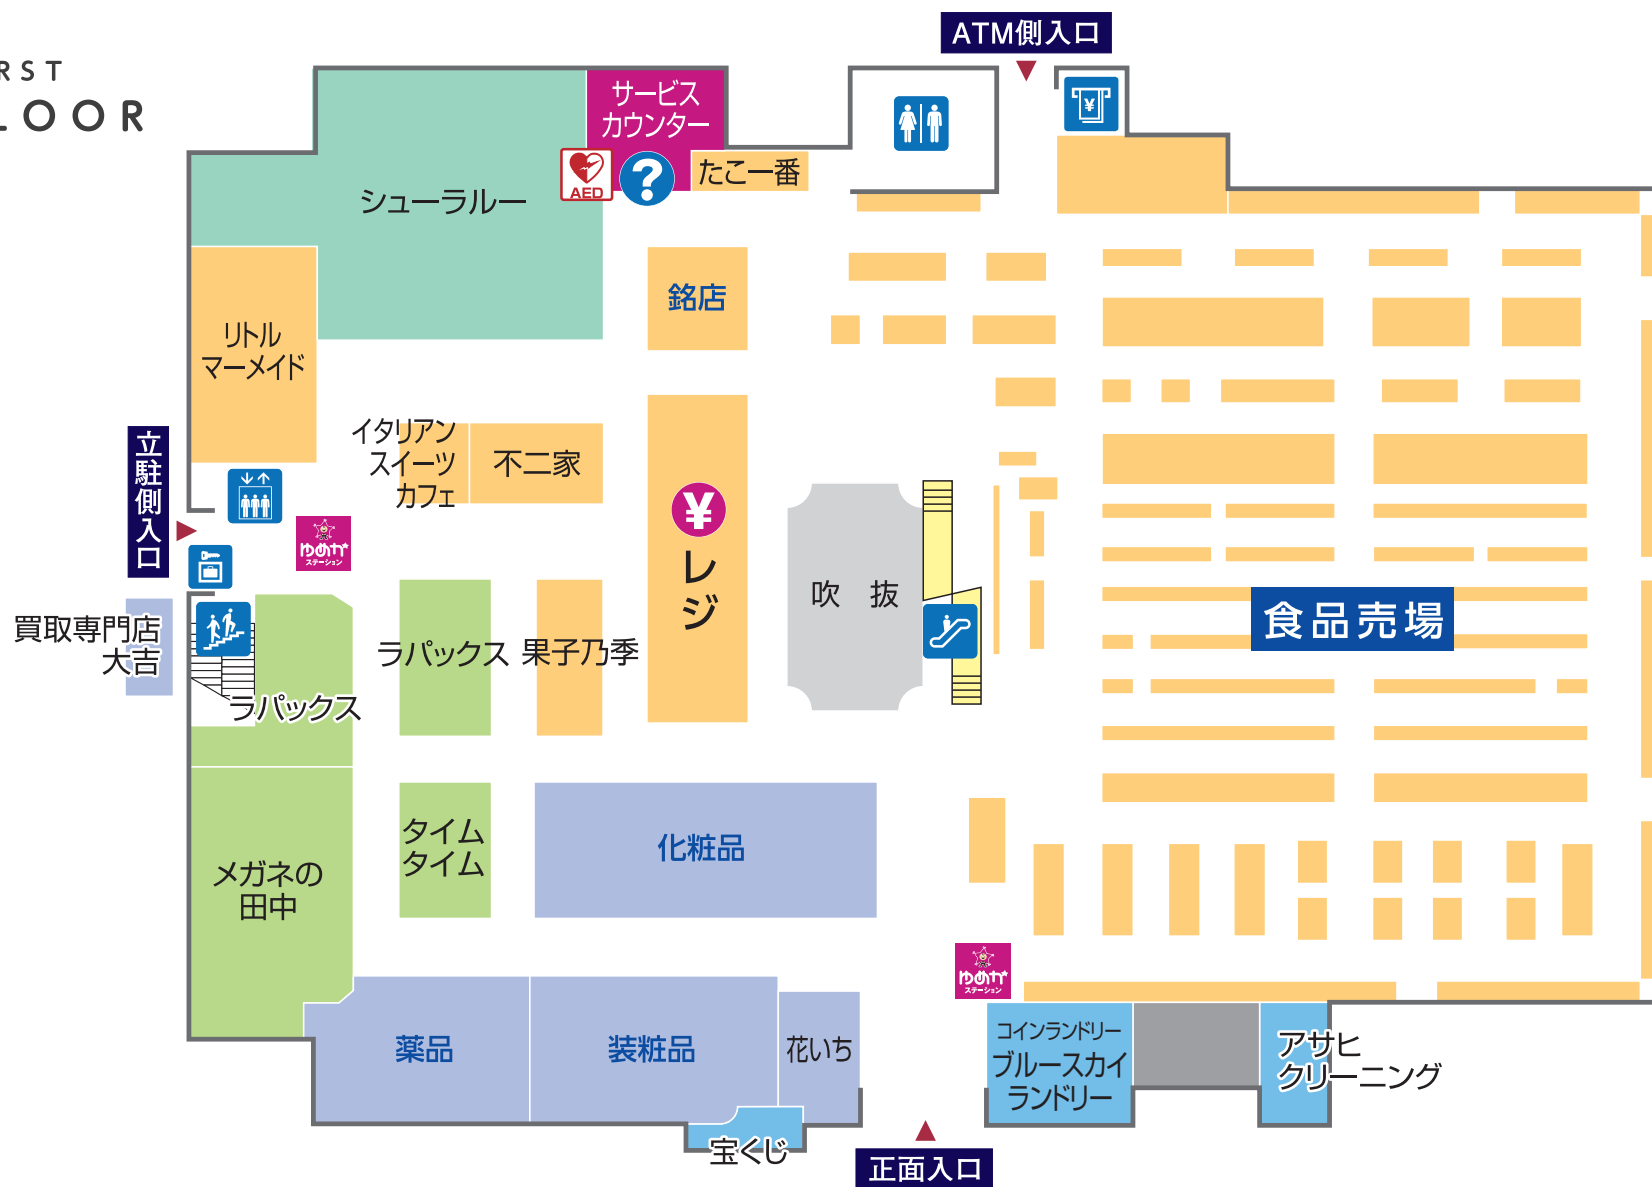 RST
LOOR
ATM側入口
サービス
カウンター
AED
?
たこ一番
¥
シューラルー
銘店
リトル
マーメイド
立駐側入口
イタリアン
スイーツ
カフェ
不二家
¥
レジ
ゆめか
ステーション
吹 抜
食品売場
買取専門店
大吉
ラパックス
ラパックス
果子乃季
タイム
タイム
化粧品
メガネの
田中
ゆめか
ステーション
薬品
装粧品
花いち
コインランドリー
ブルースカイ
ランドリー
アサヒ
クリーニング
宝くじ
正面入口